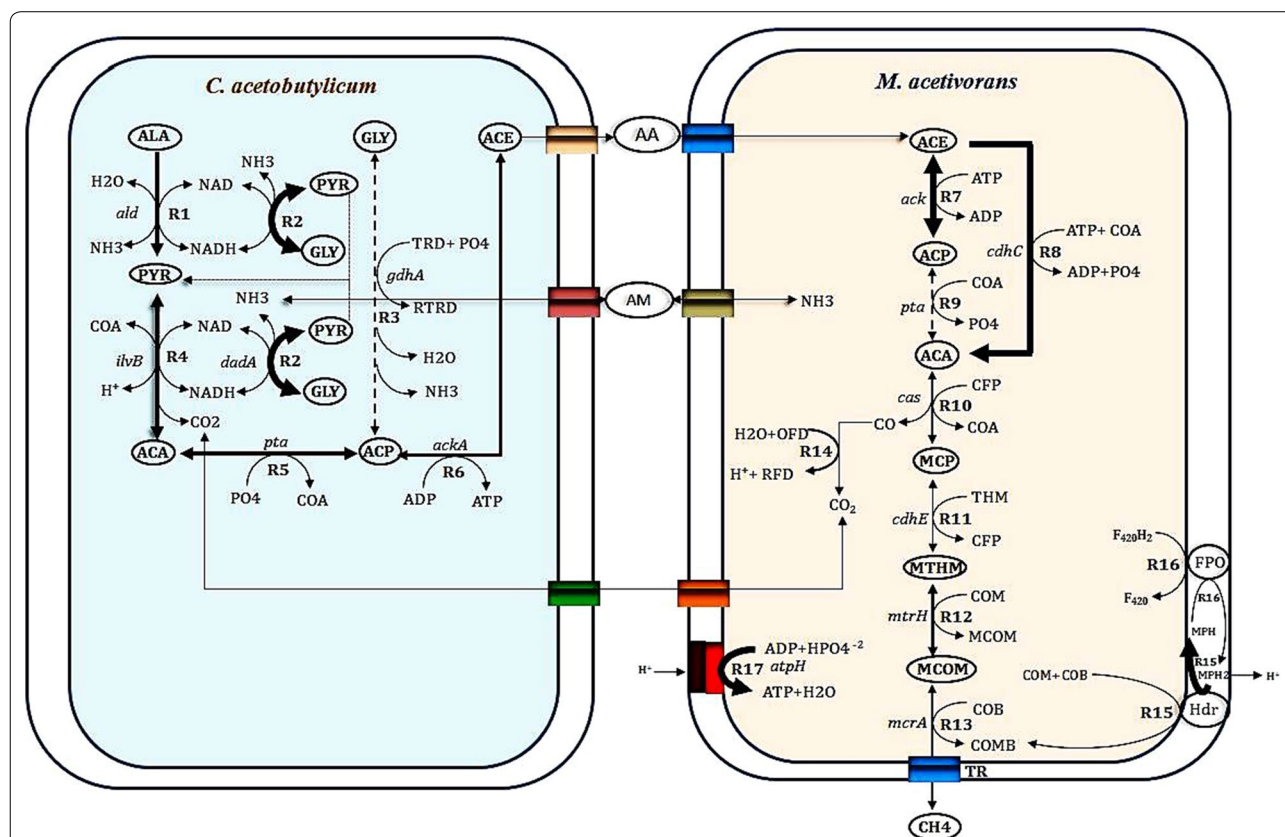 C. acetobutylicum
M. acetivorans
ALA
GLY
ACE
AA
ACE
NH3
H2O
NAD
PYR
ald
R1
R2
NH3
NADH
GLY
PYR
TRD+ PO4
gdhA
R3
RTRD
NH3
AM
NH3
COA
NAD
PYR
ilvB
R4
dadA
R2
H⁺
NADH
GLY
H2O
NH3
CO2
ACA
pta
R5
PO4
COA
ACP
ackA
R6
ADP
ATP
ATP
ack
R7
ADP
ACP
ATP+ COA
cdhC
R8
ADP+PO4
COA
pta
R9
PO4
ACA
CFP
cas
R10
CO
COA
H2O+OFD
R14
H⁺+ RFD
CO₂
MCP
THM
cdhE
R11
CFP
MTHM
COM
mtrH
R12
MCOM
MCOM
COB
mcrA
R13
COMB
TR
CH4
F₄₂₀H₂
R16
F₄₂₀
FPO
R16
MPH
R15
MPH2
Hdr
H⁺
COM+COB
R15
H⁺
ADP+HPO4⁻²
R17
atpH
ATP+H2O